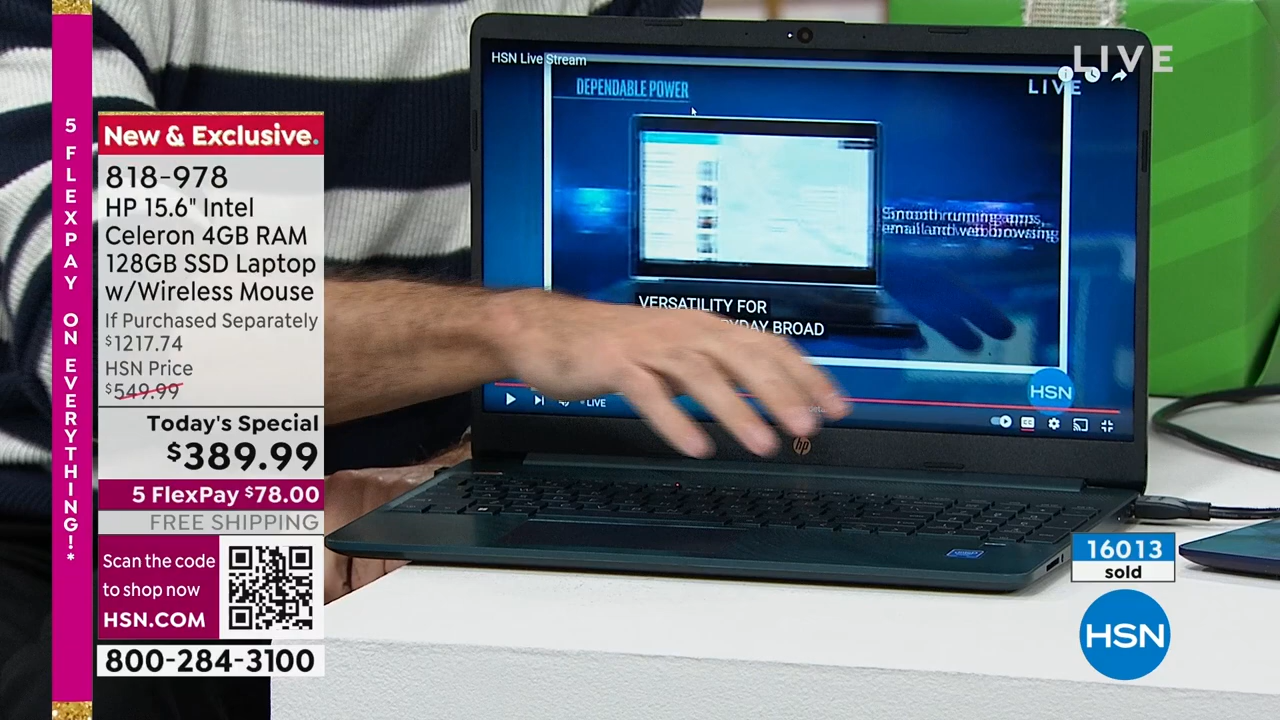 5 FLEXPAY ON EVERYTHING!*
New & Exclusive.
818-978
HP 15.6" Intel
Celeron 4GB RAM
128GB SSD Laptop
w/Wireless Mouse
If Purchased Separately
$1217.74
HSN Price
$549.99
Today's Special
$389.99
5 FlexPay $78.00
FREE SHIPPING
Scan the code
to shop now
HSN.COM
800-284-3100
LIVE
HSN Live Stream
DEPENDABLE POWER
LIVE
Smooth running apps,
email and web browsing
VERSATILITY FOR
BROAD
HSN
LIVE
CC
hp
16013
sold
HSN